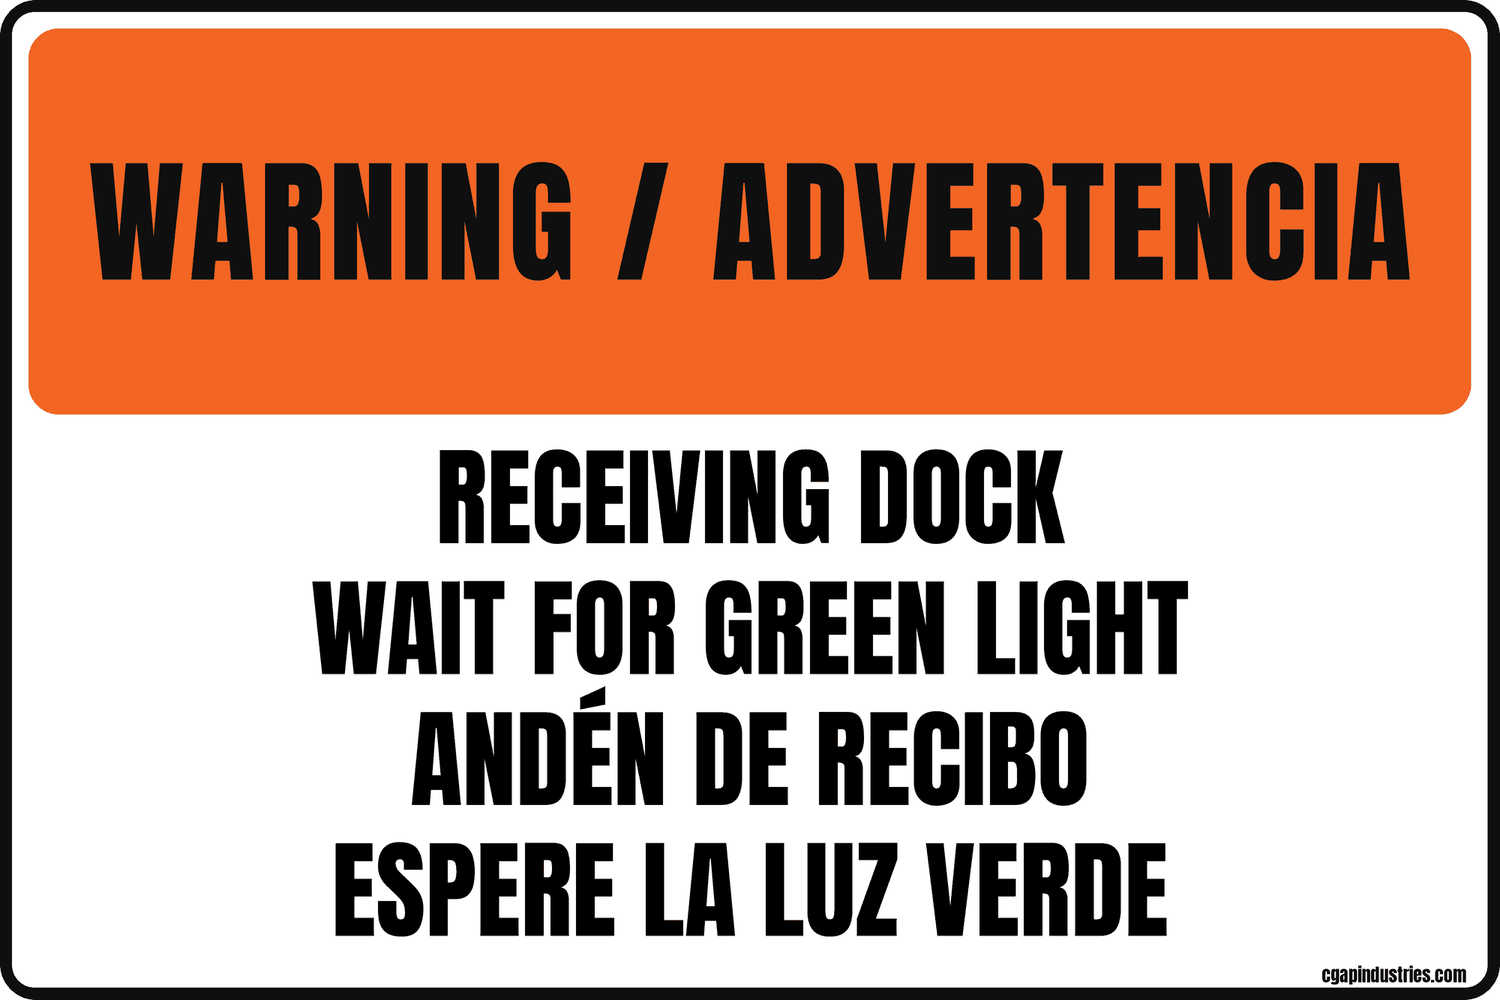 WARNING / ADVERTENCIA
RECEIVING DOCK
WAIT FOR GREEN LIGHT
ANDÉN DE RECIBO
ESPERE LA LUZ VERDE
cgapindustries.com